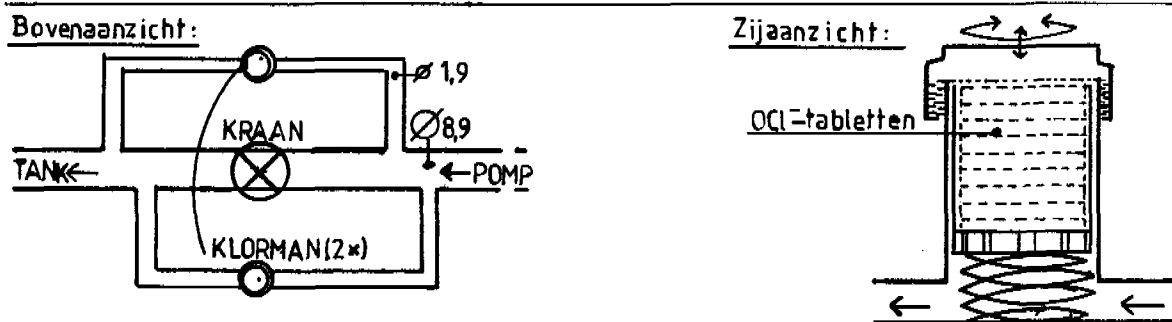 Bovenaanzicht:
Zijaanzicht:
ø 1,9
KRAAN
Ø8,9
OCl⁻-tabletten
TANK
POMP
KLORMAN(2×)